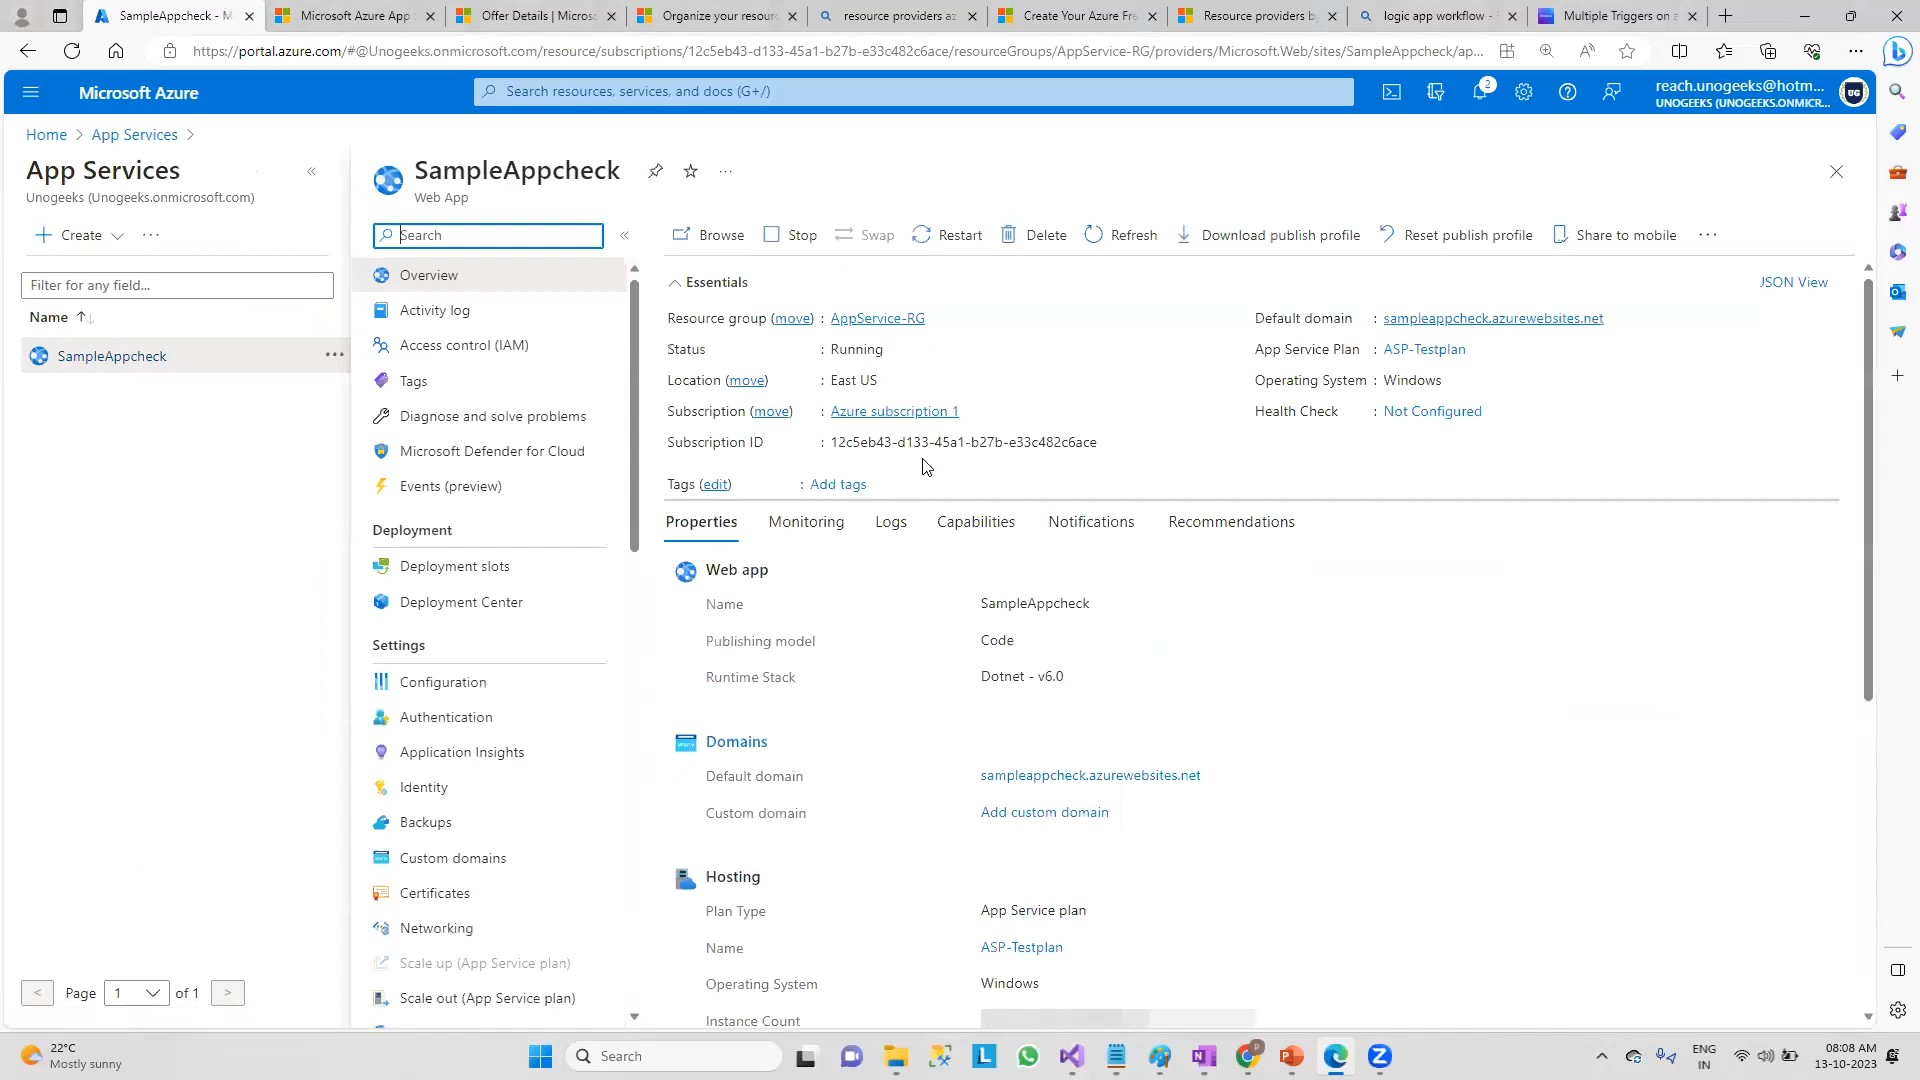 SampleAppcheck - M
Microsoft Azure App
Offer Details | Micros
Organize your resour
resource providers az
Create Your Azure Fre
Resource providers by
logic app workflow -
Multiple Triggers on a
https://portal.azure.com/#@Unogeeks.onmicrosoft.com/resource/subscriptions/12c5eb43-d133-45a1-b27b-e33c482c6ace/resourceGroups/AppService-RG/providers/Microsoft.Web/sites/SampleAppcheck/ap...
Microsoft Azure
Search resources, services, and docs (G+/)
2
reach.unogeeks@hotm...
UNOGEEKS (UNOGEEKS.ONMICR...
UG
Home > App Services >
App Services
Unogeeks (Unogeeks.onmicrosoft.com)
+ Create
Filter for any field...
Name
SampleAppcheck
Page 1 of 1
SampleAppcheck
Web App
Search
Overview
Activity log
Access control (IAM)
Tags
Diagnose and solve problems
Microsoft Defender for Cloud
Events (preview)
Deployment
Deployment slots
Deployment Center
Settings
Configuration
Authentication
Application Insights
Identity
Backups
Custom domains
Certificates
Networking
Scale up (App Service plan)
Scale out (App Service plan)
Browse Stop Swap Restart Delete Refresh Download publish profile Reset publish profile Share to mobile
Essentials
JSON View
Resource group (move) : AppService-RG
Status : Running
Location (move) : East US
Subscription (move) : Azure subscription 1
Subscription ID : 12c5eb43-d133-45a1-b27b-e33c482c6ace
Default domain : sampleappcheck.azurewebsites.net
App Service Plan : ASP-Testplan
Operating System : Windows
Health Check : Not Configured
Tags (edit) : Add tags
Properties Monitoring Logs Capabilities Notifications Recommendations
Web app
Name SampleAppcheck
Publishing model Code
Runtime Stack Dotnet - v6.0
Domains
Default domain sampleappcheck.azurewebsites.net
Custom domain Add custom domain
Hosting
Plan Type App Service plan
Name ASP-Testplan
Operating System Windows
Instance Count
22°C
Mostly sunny
Search
ENG
IN
08:08 AM
13-10-2023